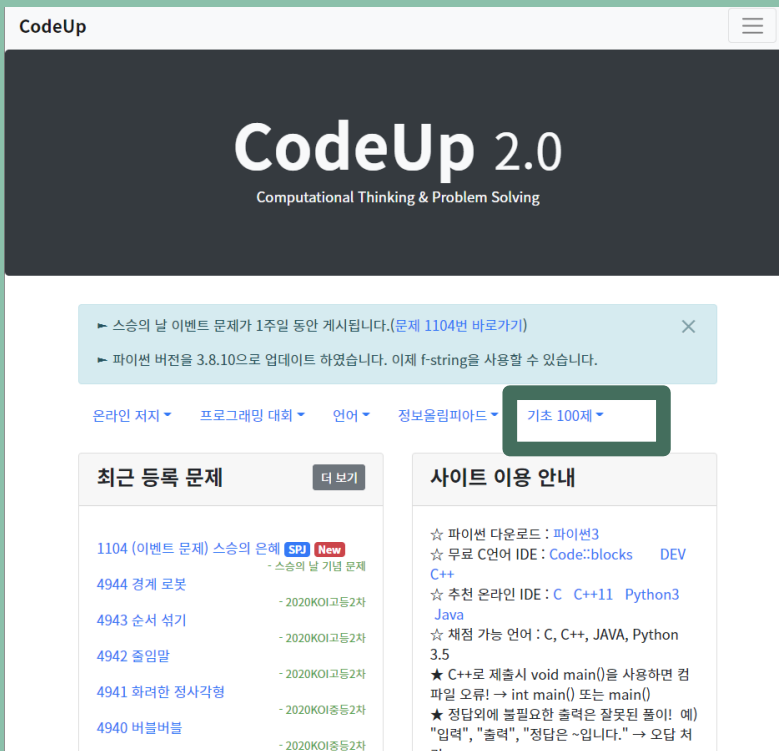 CodeUp
CodeUp 2.0
Computational Thinking & Problem Solving
► 스승의 날 이벤트 문제가 1주일 동안 게시됩니다.(문제 1104번 바로가기)
► 파이썬 버전을 3.8.10으로 업데이트 하였습니다. 이제 f-string을 사용할 수 있습니다.
온라인 저지 프로그래밍 대회 언어 정보올림피아드 기초 100제
최근 등록 문제 더 보기
1104 (이벤트 문제) 스승의 은혜 SPJ New
- 스승의 날 기념 문제
4944 경계 로봇
- 2020KOI고등2차
4943 순서 섞기
- 2020KOI고등2차
4942 줄임말
- 2020KOI고등2차
4941 화려한 정사각형
- 2020KOI중등2차
4940 버블버블
- 2020KOI중등2차
사이트 이용 안내
☆ 파이썬 다운로드 : 파이썬3
☆ 무료 C언어 IDE : Code::blocks DEV
C++
☆ 추천 온라인 IDE : C C++11 Python3
Java
☆ 채점 가능 언어 : C, C++, JAVA, Python
3.5
★ C++로 제출시 void main()을 사용하면 컴
파일 오류! → int main() 또는 main()
★ 정답외에 불필요한 출력은 잘못된 풀이! 예)
"입력", "출력", "정답은 ~입니다." → 오답 처